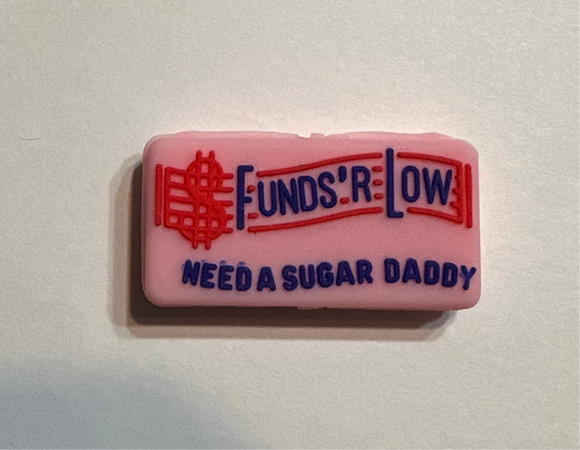 $ FUNDS'R LOW
NEED A SUGAR DADDY